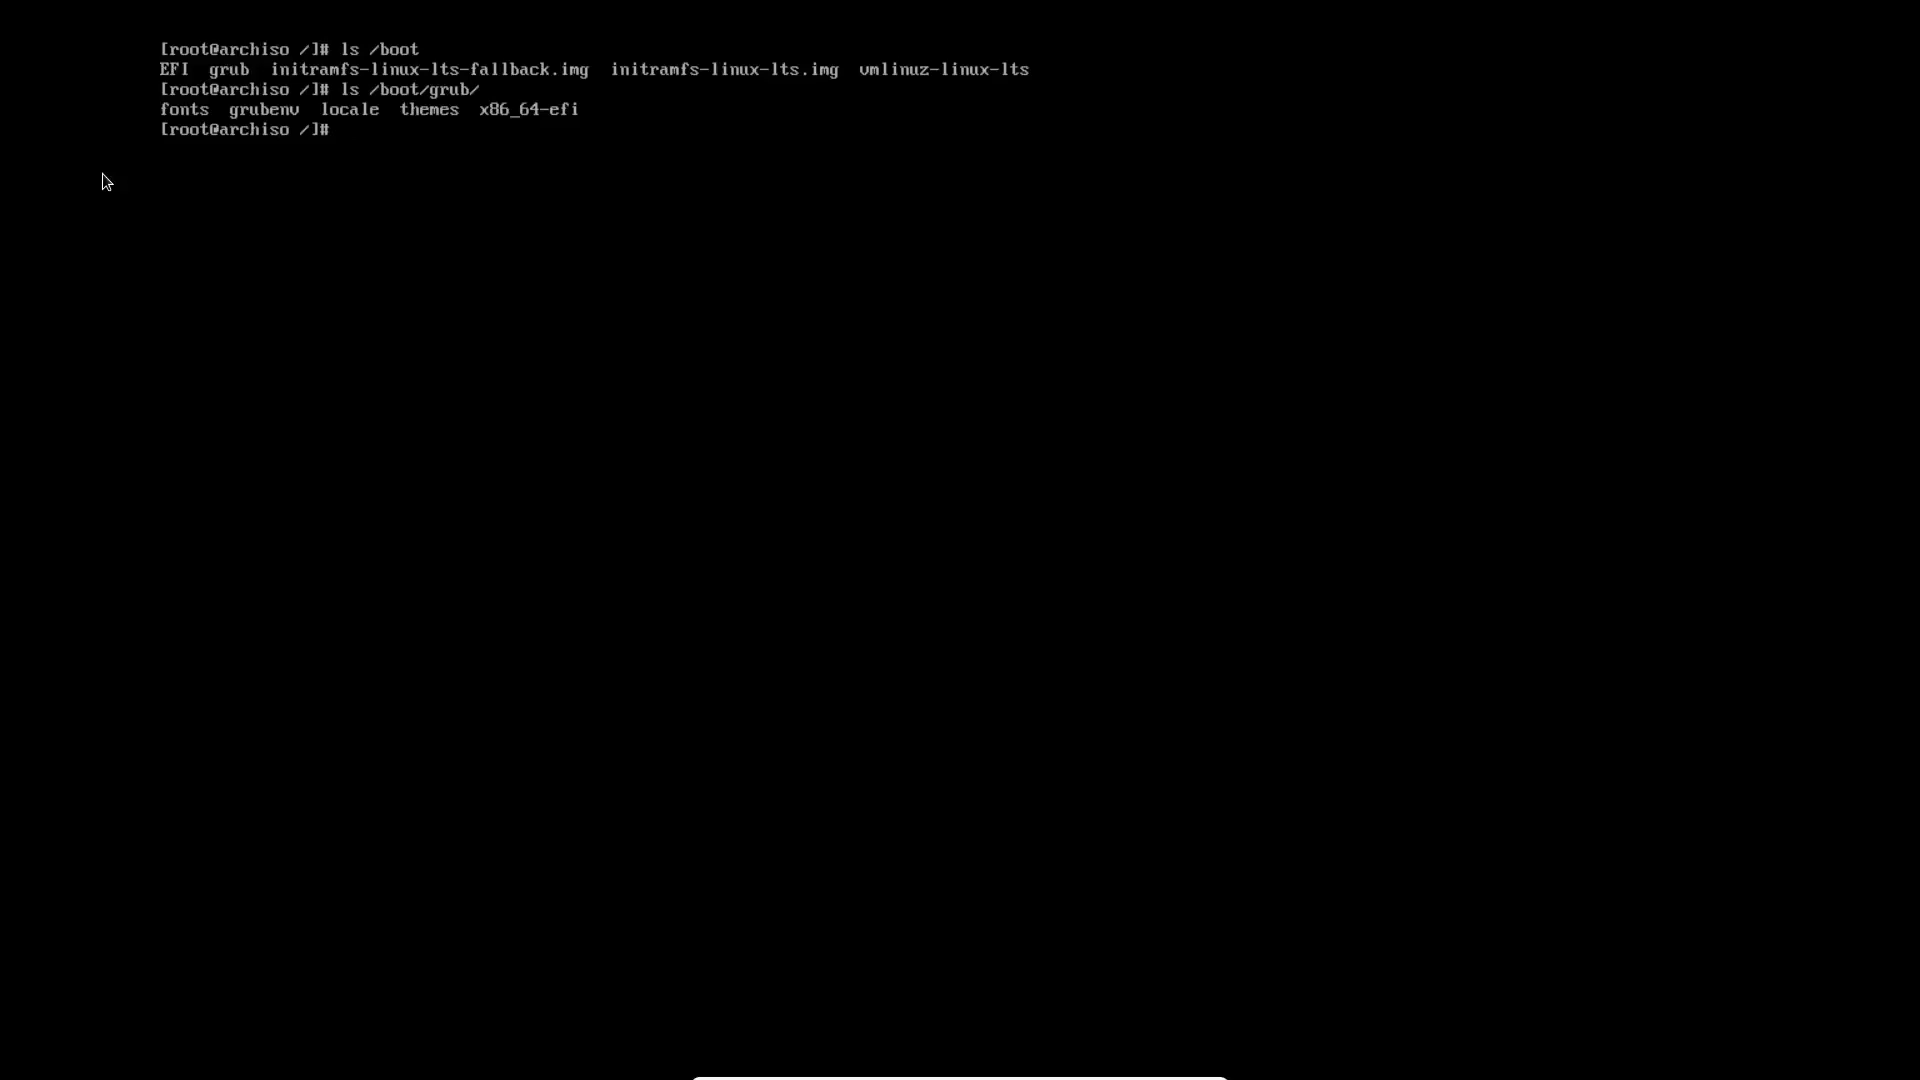 [root@archiso /]# ls /boot
EFI  grub  initramfs-linux-lts-fallback.img  initramfs-linux-lts.img  vmlinuz-linux-lts
[root@archiso /]# ls /boot/grub/
fonts  grubenv  locale  themes  x86_64-efi
[root@archiso /]#